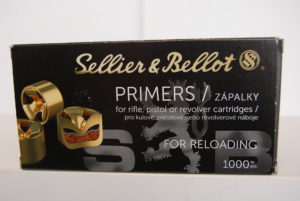 Sellier & Bellot
PRIMERS / ZÁPALKY
for rifle, pistol or revolver cartridges /
pro kulové, pistolové nebo revolverové náboje
S B
FOR RELOADING
1000